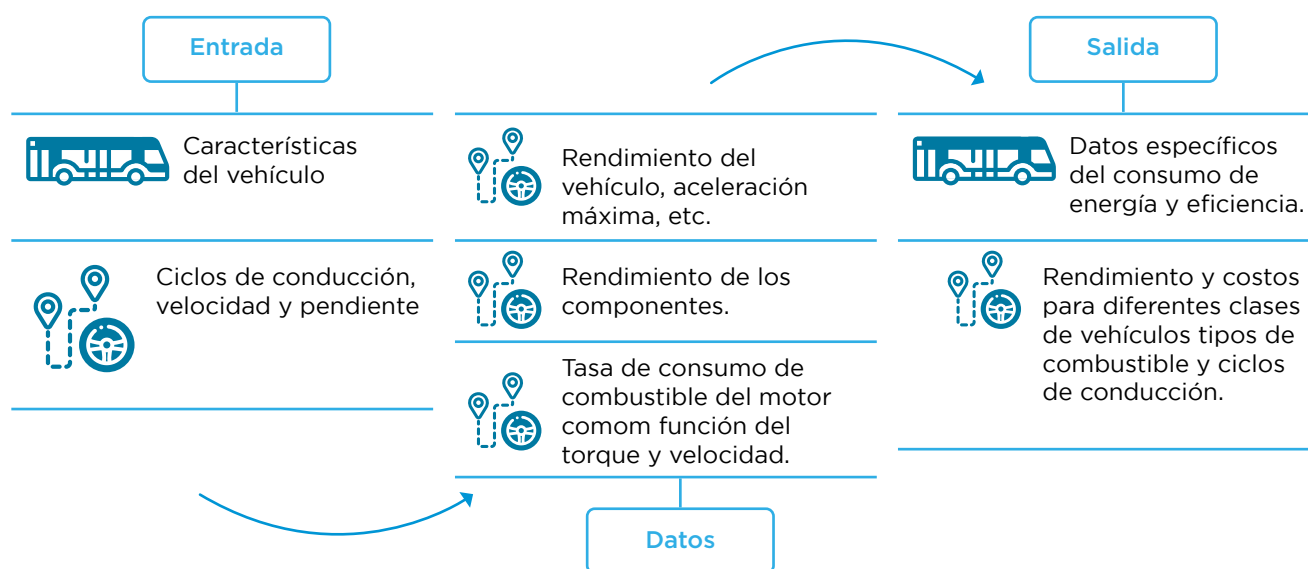 Entrada
Características
del vehículo
Ciclos de conducción,
velocidad y pendiente
Rendimiento del
vehículo, aceleración
máxima, etc.
Rendimiento de los
componentes.
Tasa de consumo de
combustible del motor
comom función del
torque y velocidad.
Datos
Salida
Datos específicos
del consumo de
energía y eficiencia.
Rendimiento y costos
para diferentes clases
de vehículos tipos de
combustible y ciclos
de conducción.